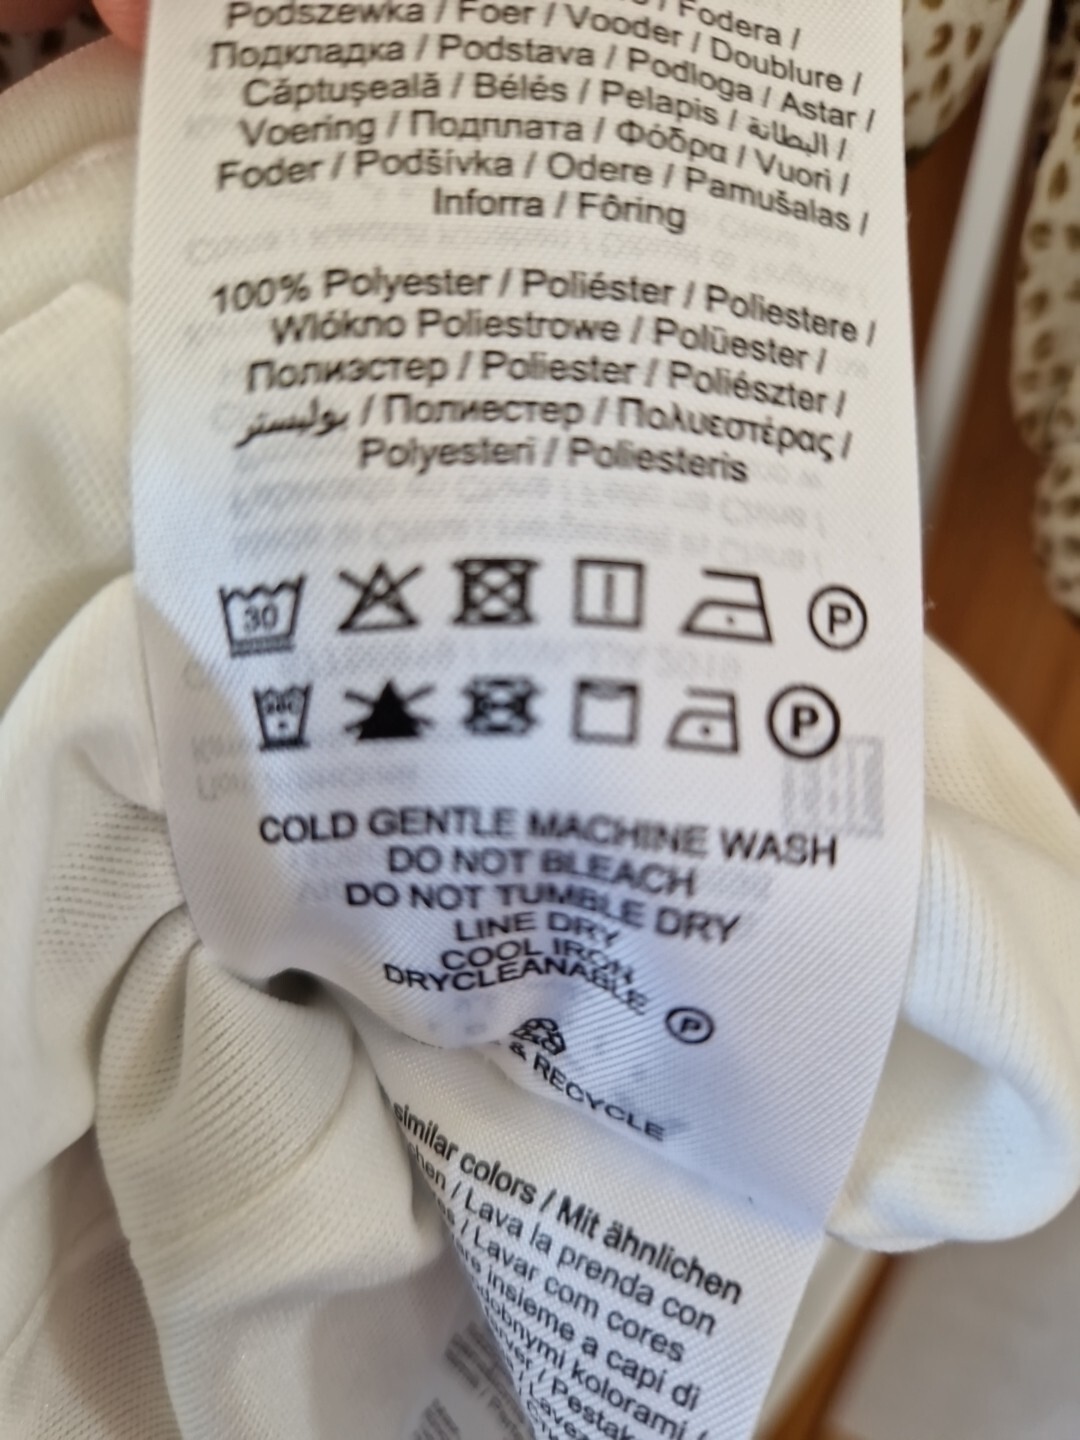 Fodera /
Podszewka / Foer / Vooder / Doublure /
Подкладка / Podstava / Podloga / Astar /
Căptușeală / Bélés / Pelapis / البطانة /
Voering / Подплата / Φόδρα / Vuori /
Foder / Podšívka / Odere / Pamušalas /
Inforra / Fôring
100% Polyester / Poliéster / Poliestere /
Wlókno Poliestrowe / Polüester /
Полиэстер / Poliester / Poliészter /
بوليستر / Полиестер / Πολυεστέρας /
Polyesteri / Poliesteris
30 P
P
COLD GENTLE MACHINE WASH
DO NOT BLEACH
DO NOT TUMBLE DRY
LINE DRY
COOL IRON
DRYCLEANABLE P
& RECYCLE
similar colors / Mit ähnlichen
/ Lava la prenda con
/ Lavar com cores
insieme a capi di
kolorami /
/ Pestak